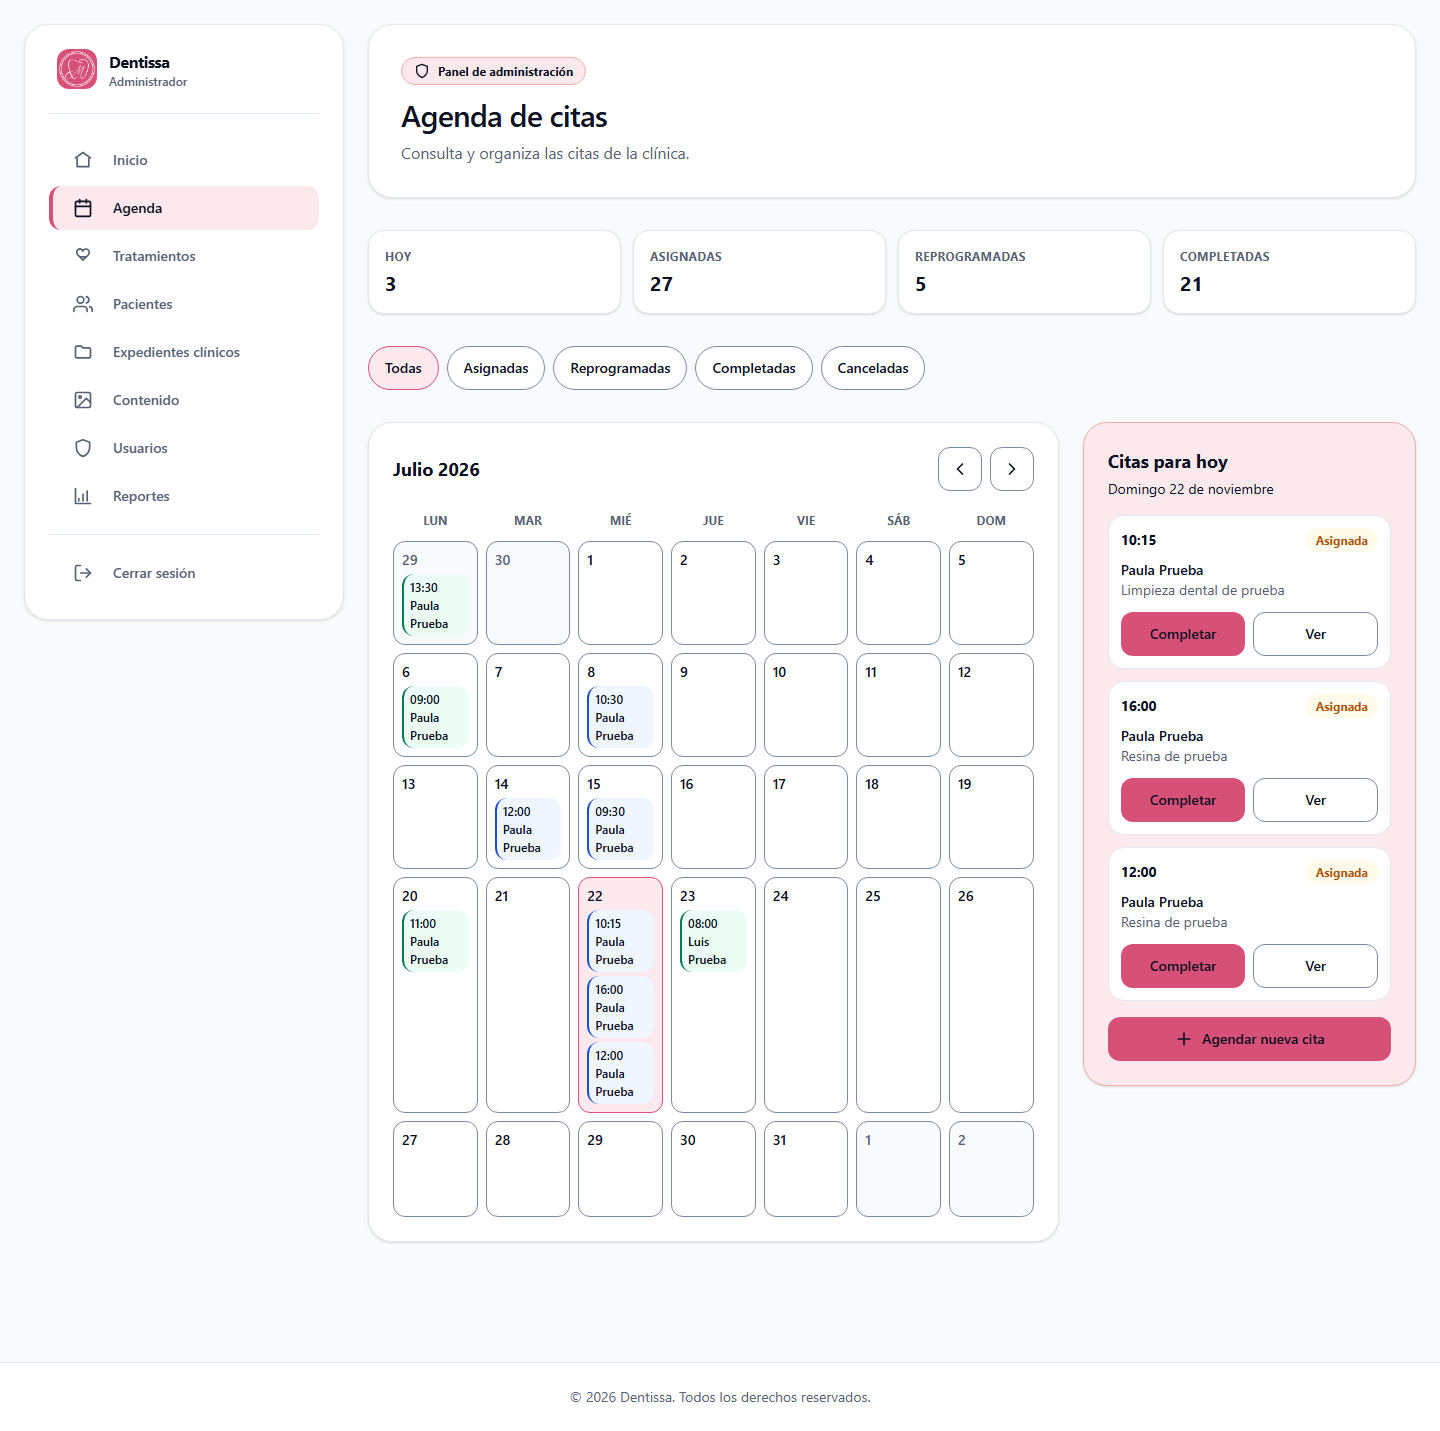 Dentissa
Administrador
Inicio
Agenda
Tratamientos
Pacientes
Expedientes clínicos
Contenido
Usuarios
Reportes
Cerrar sesión
Panel de administración
Agenda de citas
Consulta y organiza las citas de la clínica.
HOY
3
ASIGNADAS
27
REPROGRAMADAS
5
COMPLETADAS
21
Todas
Asignadas
Reprogramadas
Completadas
Canceladas
Julio 2026
LUN MAR MIÉ JUE VIE SÁB DOM
29
13:30
Paula
Prueba
30
1
2
3
4
5
6
09:00
Paula
Prueba
7
8
10:30
Paula
Prueba
9
10
11
12
13
14
12:00
Paula
Prueba
15
09:30
Paula
Prueba
16
17
18
19
20
11:00
Paula
Prueba
21
22
10:15
Paula
Prueba
16:00
Paula
Prueba
12:00
Paula
Prueba
23
08:00
Luis
Prueba
24
25
26
27
28
29
30
31
1
2
Citas para hoy
Domingo 22 de noviembre
10:15 Asignada
Paula Prueba
Limpieza dental de prueba
Completar Ver
16:00 Asignada
Paula Prueba
Resina de prueba
Completar Ver
12:00 Asignada
Paula Prueba
Resina de prueba
Completar Ver
Agendar nueva cita
© 2026 Dentissa. Todos los derechos reservados.